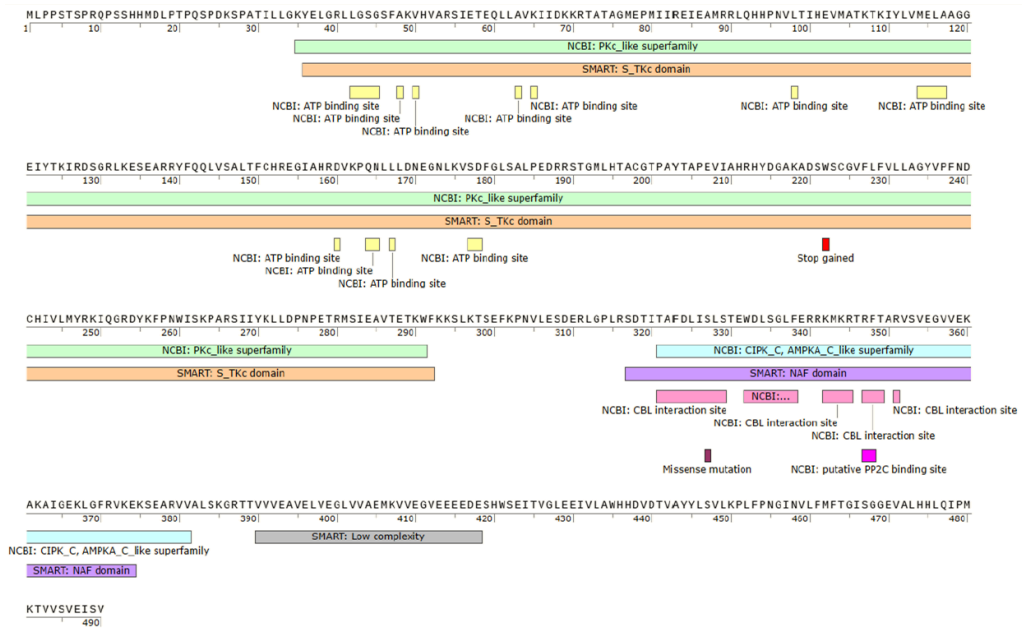 MLPPSTSPRQPSSHHMDLPTPQSPDKSPATILLGKYELGRLLGSGSFAKVHVARSIETEQLLAVKIIDKKRTATAGMEPMIIREIEAMRRLQHHPNVLTIHEVMATKTKIYLVMELAAGG
1 10 20 30 40 50 60 70 80 90 100 110 120
NCBI: PKc_like superfamily
SMART: S_TKc domain
NCBI: ATP binding site NCBI: ATP binding site NCBI: ATP binding site NCBI: ATP binding site
NCBI: ATP binding site NCBI: ATP binding site
NCBI: ATP binding site
EIYTKIRDSGRLKESEARRYFQQLVSALTFCHREGIAHRDVKPQNLLLDNEGNLKVSDFGLSALPEDRRSTGMLHTACGTPAYTAPEVIAHRHYDGAKADSWSCGVFLFVLLAGYVPFND
130 140 150 160 170 180 190 200 210 220 230 240
NCBI: PKc_like superfamily
SMART: S_TKc domain
NCBI: ATP binding site NCBI: ATP binding site Stop gained
NCBI: ATP binding site
NCBI: ATP binding site
CHIVLMYRKIQGRDYKFPNWISKPARSIIYKLLDPNPETRMSIEAVTETKWFKKSLKTSEFKPNVLESDERLGPLRSDTITAFDLISLSTEWDLSGLFERRKMKRTRFTARVSVEGVVEK
250 260 270 280 290 300 310 320 330 340 350 360
NCBI: PKc_like superfamily NCBI: CIPK_C, AMPKA_C_like superfamily
SMART: S_TKc domain SMART: NAF domain
NCBI:...
NCBI: CBL interaction site NCBI: CBL interaction site
NCBI: CBL interaction site
NCBI: CBL interaction site
Missense mutation NCBI: putative PP2C binding site
AKAIGEKLGFRVKEKSEARVVALSKGRTTVVVEAVELVEGLVVAEMKVVEGVEEEEDESHWSEITVGLEEIVLAWHHDVDTVAYYLSVLKPLFPNGINVLFMFTGISGGEVALHHLQIPM
370 380 390 400 410 420 430 440 450 460 470 480
SMART: Low complexity
NCBI: CIPK_C, AMPKA_C_like superfamily
SMART: NAF domain
KTVVSVEISV
490